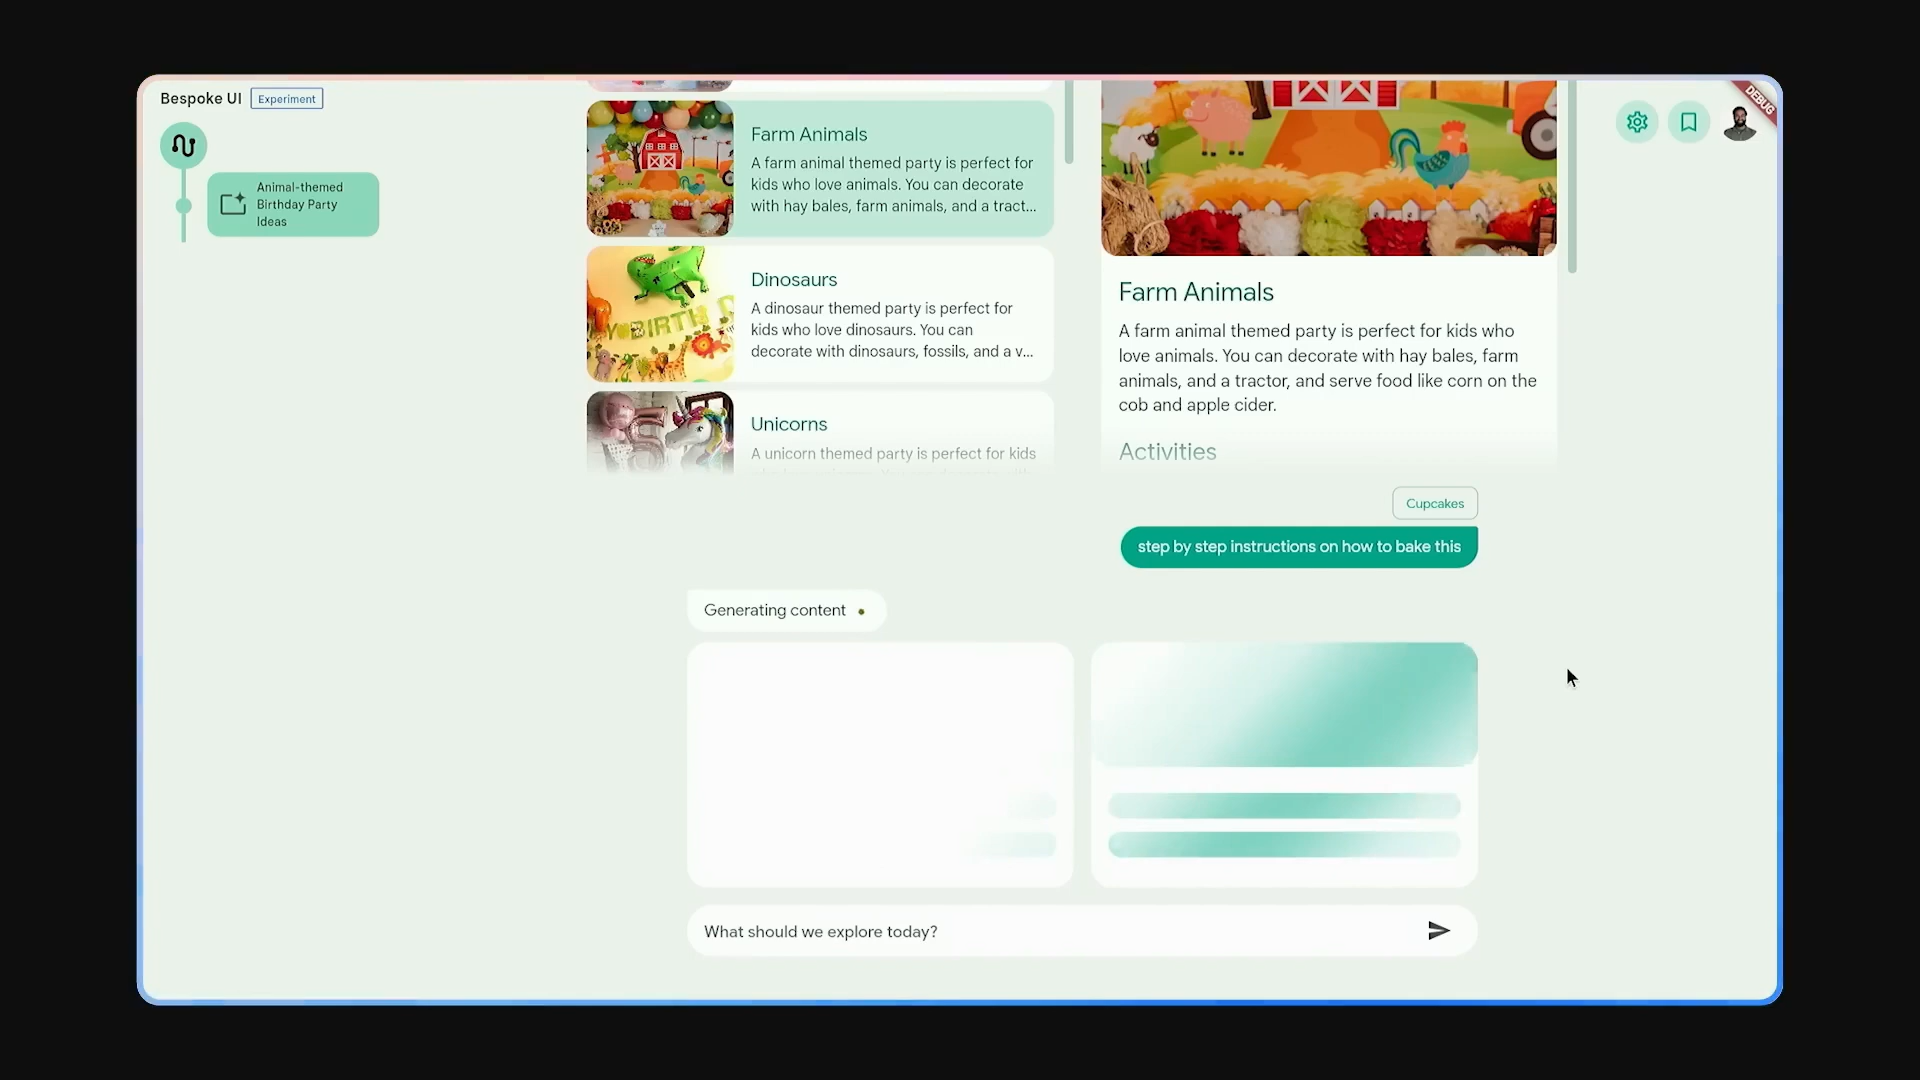 Bespoke UI
Experiment
DEBUG
Animal-themed
Birthday Party
Ideas
Farm Animals
A farm animal themed party is perfect for
kids who love animals. You can decorate
with hay bales, farm animals, and a tract...
Dinosaurs
A dinosaur themed party is perfect for
kids who love dinosaurs. You can
decorate with dinosaurs, fossils, and a v...
Unicorns
A unicorn themed party is perfect for kids
Farm Animals
A farm animal themed party is perfect for kids who
love animals. You can decorate with hay bales, farm
animals, and a tractor, and serve food like corn on the
cob and apple cider.
Activities
Cupcakes
step by step instructions on how to bake this
Generating content
What should we explore today?